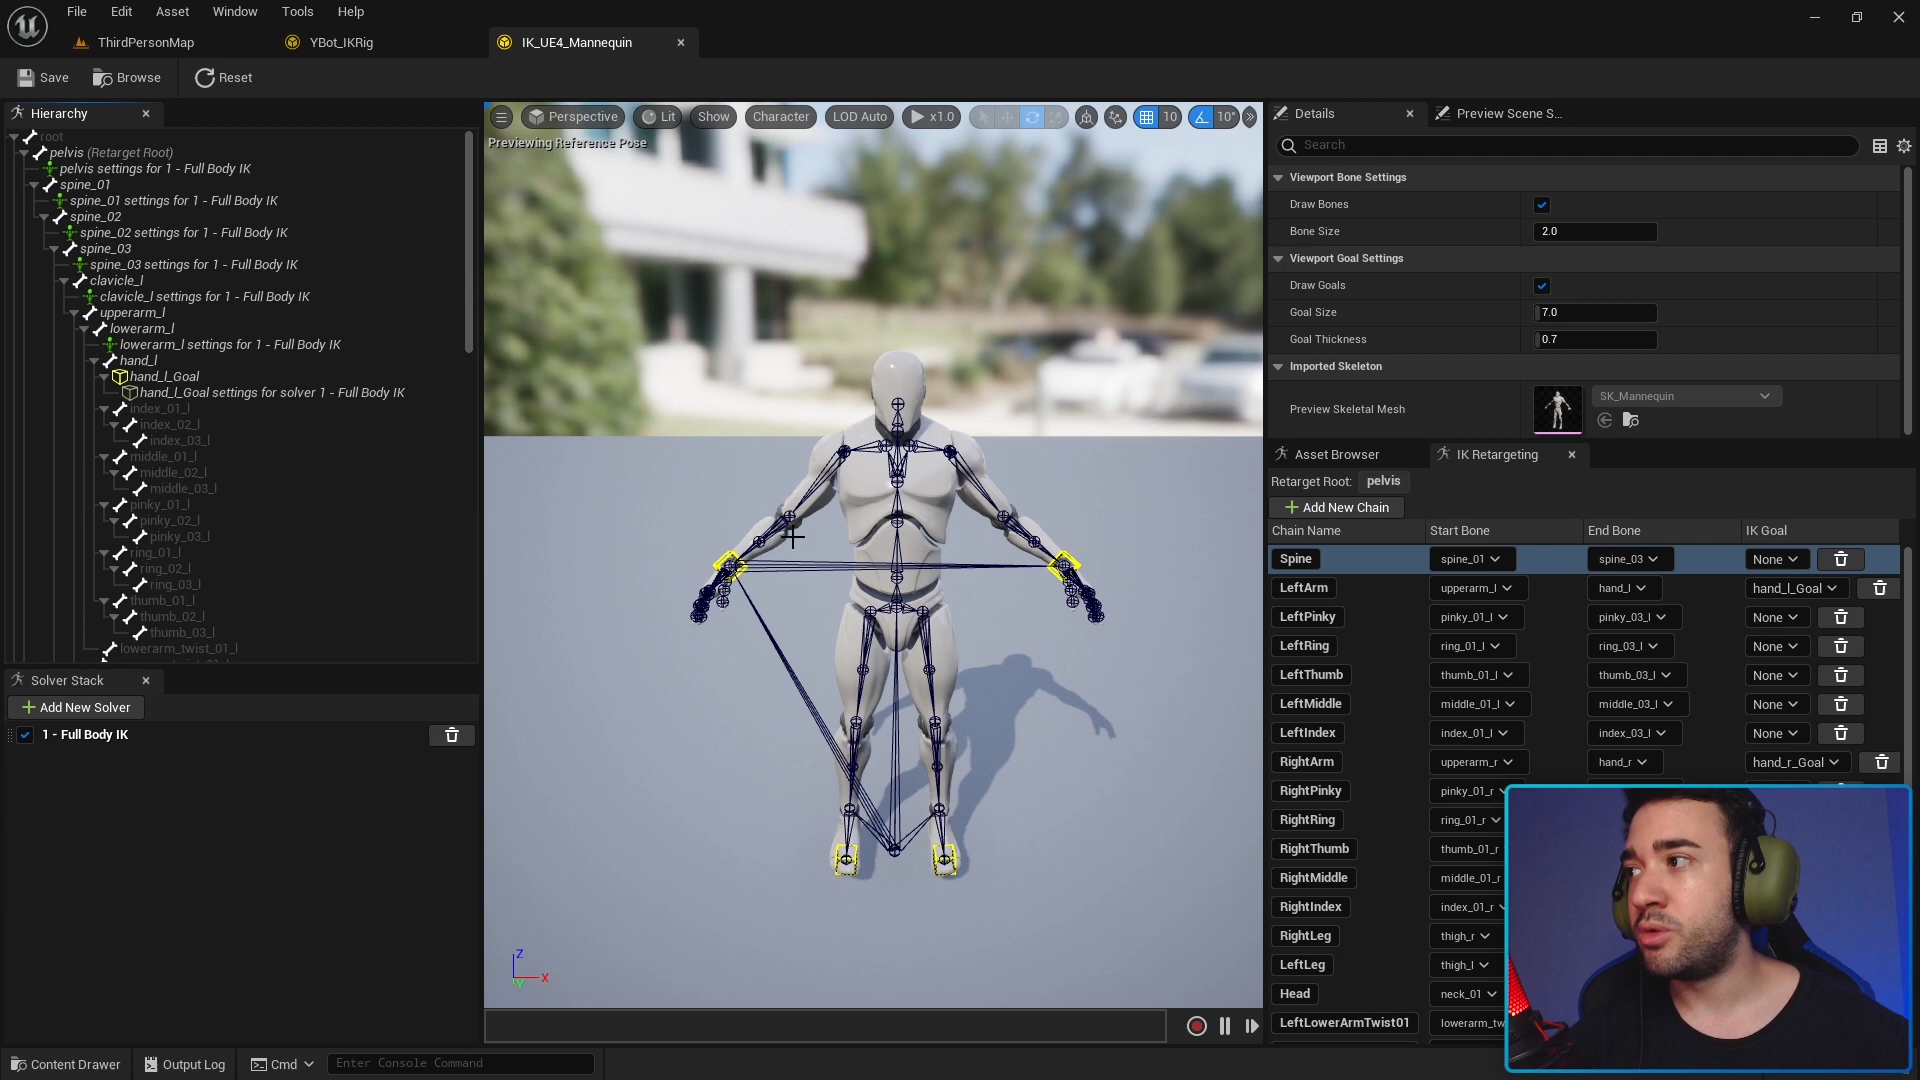 File Edit Asset Window Tools Help
ThirdPersonMap
YBot_IKRig
IK_UE4_Mannequin
Save Browse Reset
Hierarchy
root
pelvis (Retarget Root)
pelvis settings for 1 - Full Body IK
spine_01
spine_01 settings for 1 - Full Body IK
spine_02
spine_02 settings for 1 - Full Body IK
spine_03
spine_03 settings for 1 - Full Body IK
clavicle_l
clavicle_l settings for 1 - Full Body IK
upperarm_l
lowerarm_l
lowerarm_l settings for 1 - Full Body IK
hand_l
hand_l_Goal
hand_l_Goal settings for solver 1 - Full Body IK
index_01_l
index_02_l
index_03_l
middle_01_l
middle_02_l
middle_03_l
pinky_01_l
pinky_02_l
pinky_03_l
ring_01_l
ring_02_l
ring_03_l
thumb_01_l
thumb_02_l
thumb_03_l
lowerarm_twist_01_l
Solver Stack
Add New Solver
1 - Full Body IK
Perspective Lit Show Character LOD Auto x1.0 10 10°
Previewing Reference Pose
Z
X
Y
Details
Preview Scene S...
Search
Viewport Bone Settings
Draw Bones
Bone Size 2.0
Viewport Goal Settings
Draw Goals
Goal Size 7.0
Goal Thickness 0.7
Imported Skeleton
Preview Skeletal Mesh SK_Mannequin
Asset Browser
IK Retargeting
Retarget Root: pelvis
Add New Chain
Chain Name Start Bone End Bone IK Goal
Spine spine_01 spine_03 None
LeftArm upperarm_l hand_l hand_l_Goal
LeftPinky pinky_01_l pinky_03_l None
LeftRing ring_01_l ring_03_l None
LeftThumb thumb_01_l thumb_03_l None
LeftMiddle middle_01_l middle_03_l None
LeftIndex index_01_l index_03_l None
RightArm upperarm_r hand_r hand_r_Goal
RightPinky pinky_01_r
RightRing ring_01_r
RightThumb thumb_01_r
RightMiddle middle_01_r
RightIndex index_01_r
RightLeg thigh_r
LeftLeg thigh_l
Head neck_01
LeftLowerArmTwist01 lowerarm_tw
Content Drawer Output Log Cmd Enter Console Command